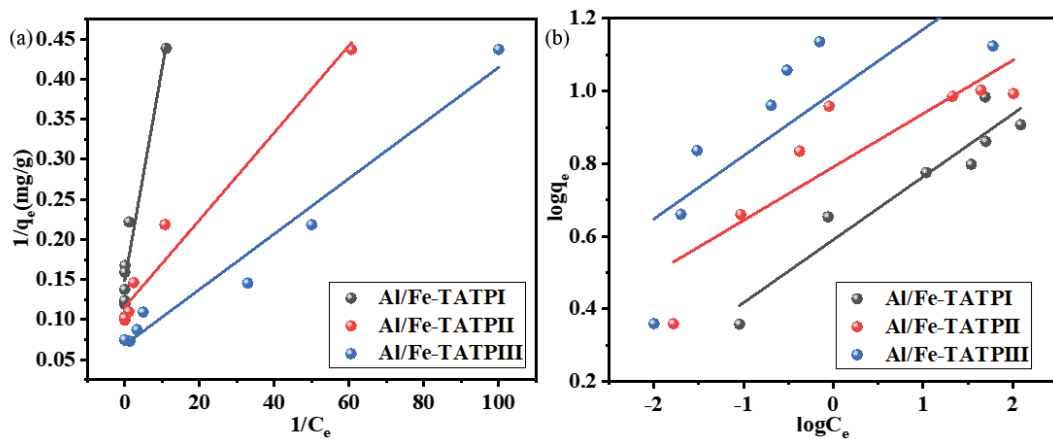 (a)
0.45
0.40
0.35
0.30
0.25
0.20
0.15
0.10
0.05
1/qe(mg/g)
0
20
40
60
80
100
1/Ce
Al/Fe-TATPI
Al/Fe-TATPII
Al/Fe-TATPIII
(b)
1.0
0.8
0.6
0.4
0.2
logqe
-2
-1
0
1
2
logCe
Al/Fe-TATPI
Al/Fe-TATPII
Al/Fe-TATPIII